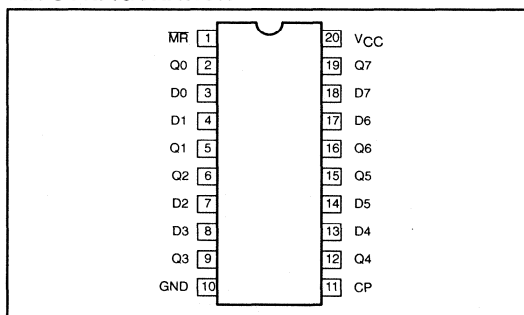 MR 1 20 VCC
Q0 2 19 Q7
D0 3 18 D7
D1 4 17 D6
Q1 5 16 Q6
Q2 6 15 Q5
D2 7 14 D5
D3 8 13 D4
Q3 9 12 Q4
GND 10 11 CP